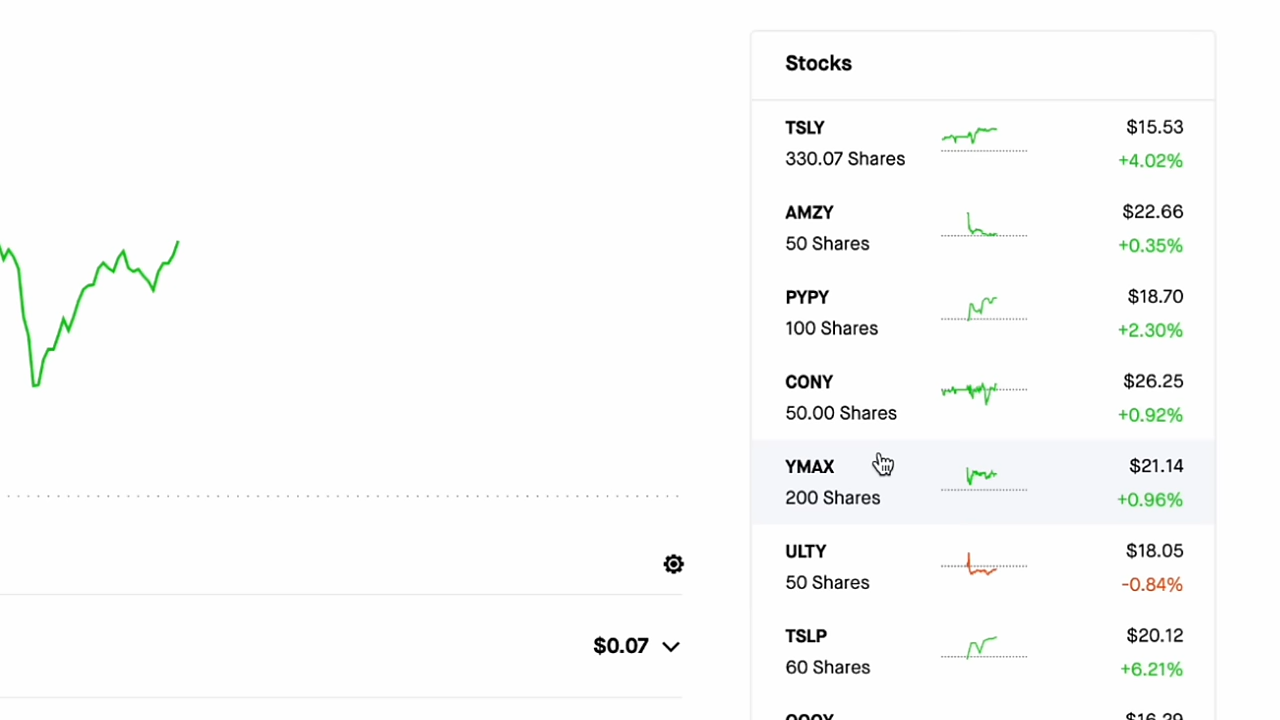 Stocks
TSLY
$15.53
330.07 Shares
+4.02%
AMZY
$22.66
50 Shares
+0.35%
PYPY
$18.70
100 Shares
+2.30%
CONY
$26.25
50.00 Shares
+0.92%
YMAX
$21.14
200 Shares
+0.96%
ULTY
$18.05
50 Shares
-0.84%
TSLP
$20.12
60 Shares
+6.21%
$0.07